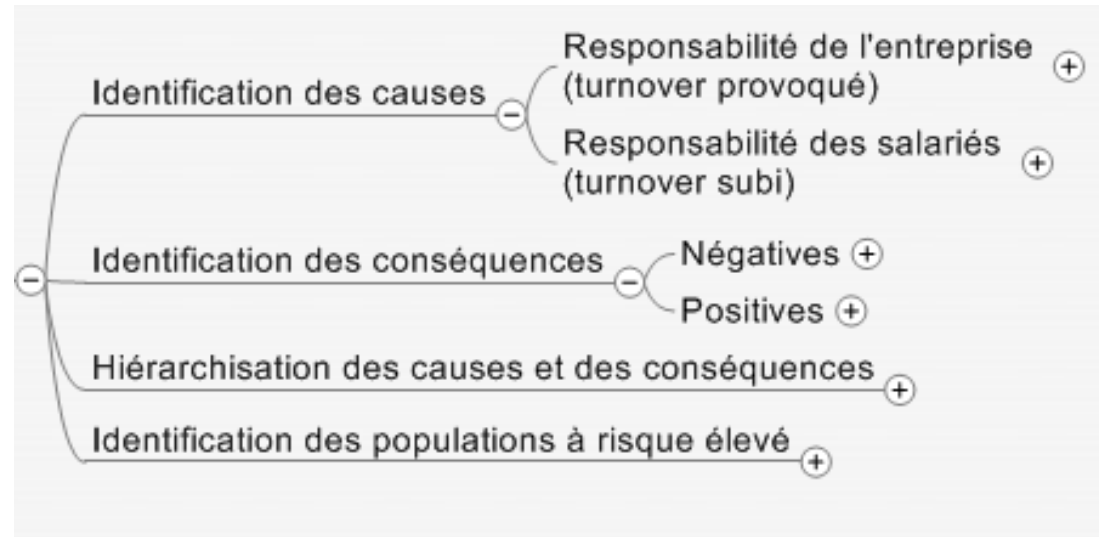 Identification des causes
Responsabilité de l'entreprise
(turnover provoqué)
Responsabilité des salariés
(turnover subi)
Identification des conséquences
Négatives
Positives
Hiérarchisation des causes et des conséquences
Identification des populations à risque élevé